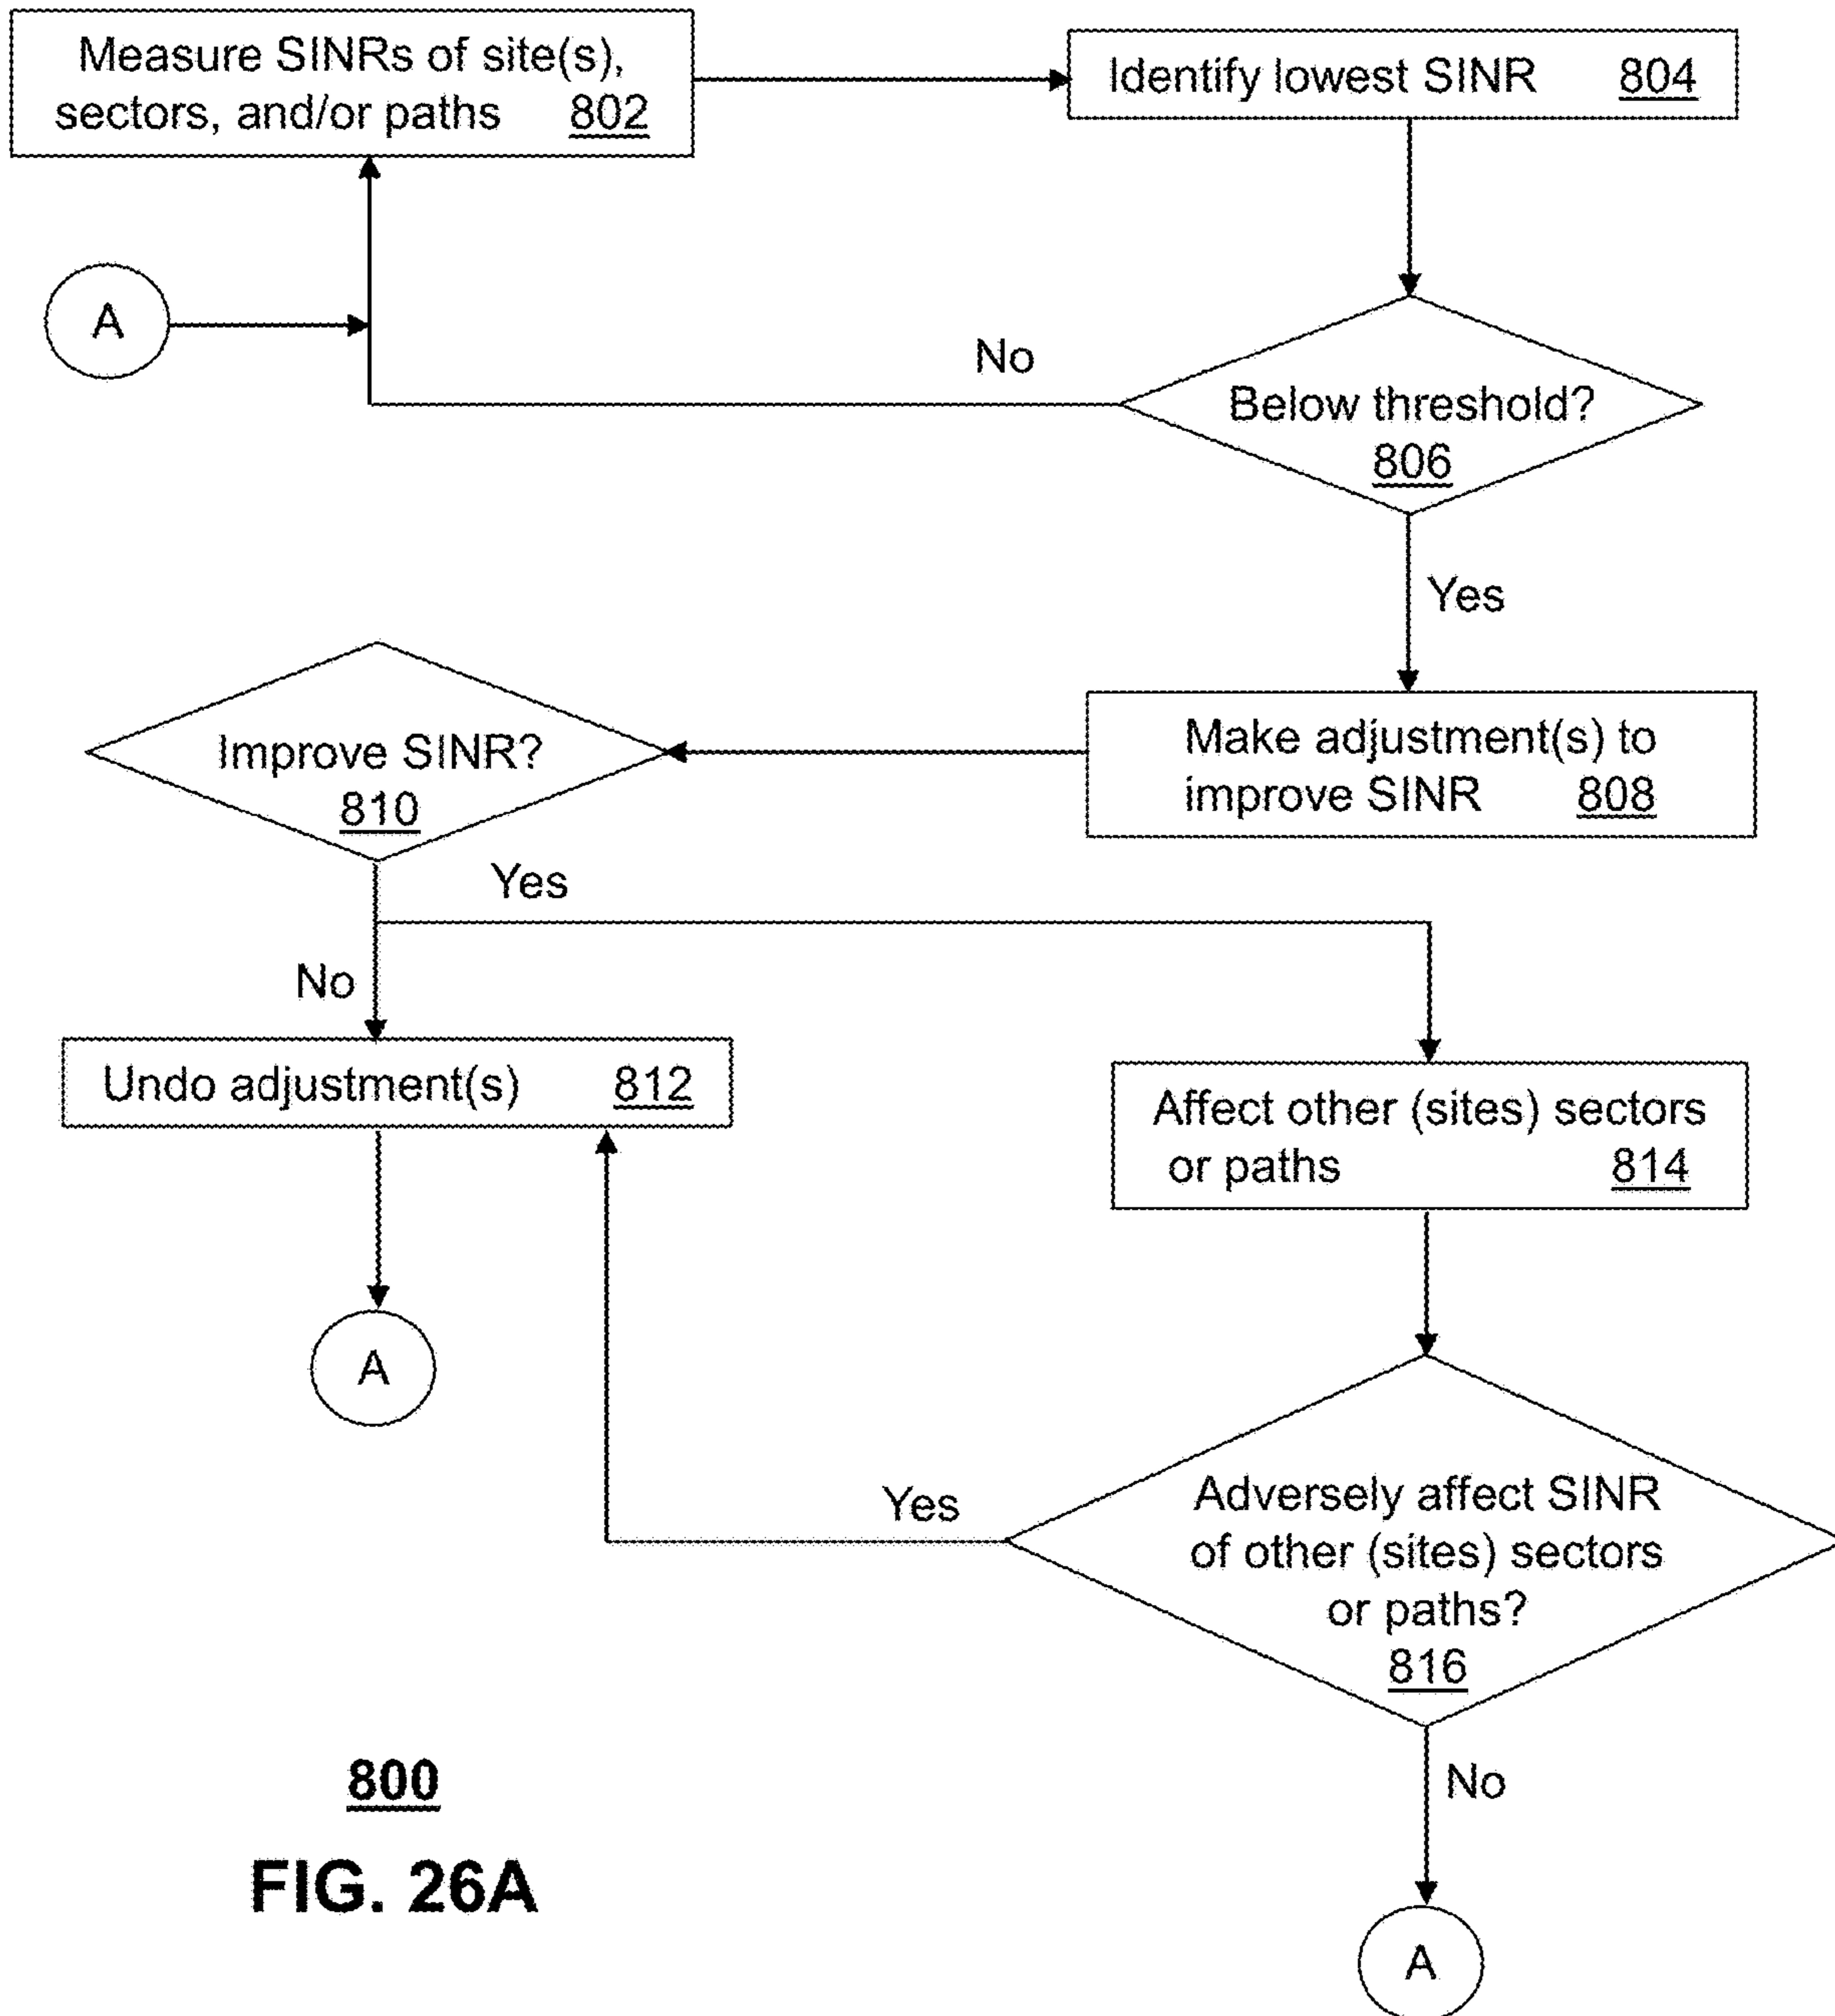 Measure SINRs of site(s),
sectors, and/or paths 802
Identify lowest SINR 804
A
No
Below threshold?
806
Yes
Improve SINR?
810
Make adjustment(s) to
improve SINR 808
Yes
No
Undo adjustment(s) 812
Affect other (sites) sectors
or paths 814
A
Yes
Adversely affect SINR
of other (sites) sectors
or paths?
816
No
800
FIG. 26A
A